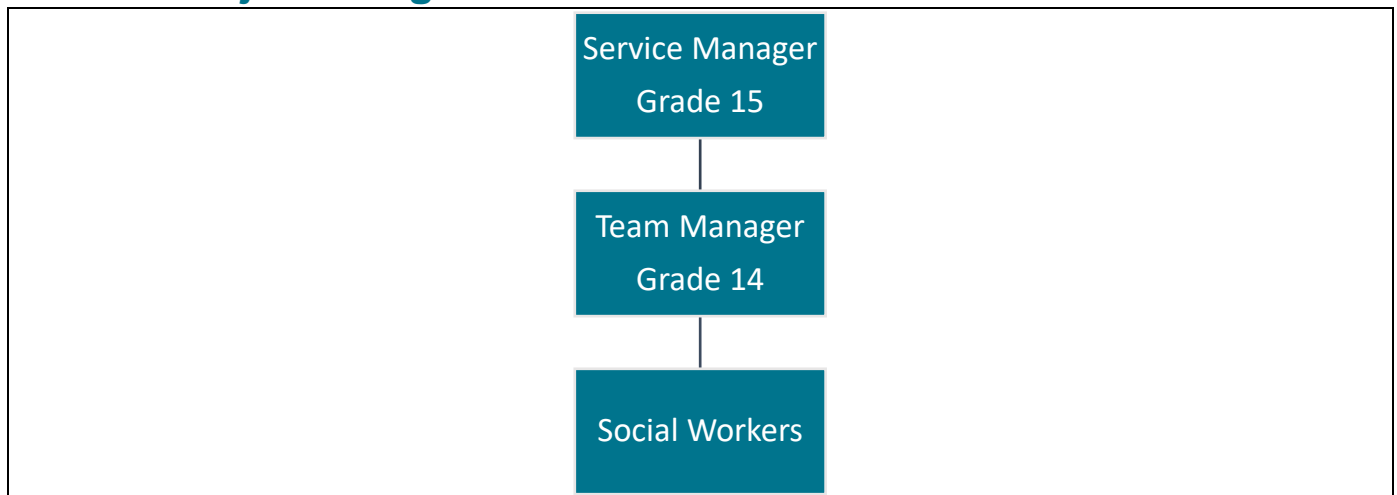 Service Manager
Grade 15
Team Manager
Grade 14
Social Workers